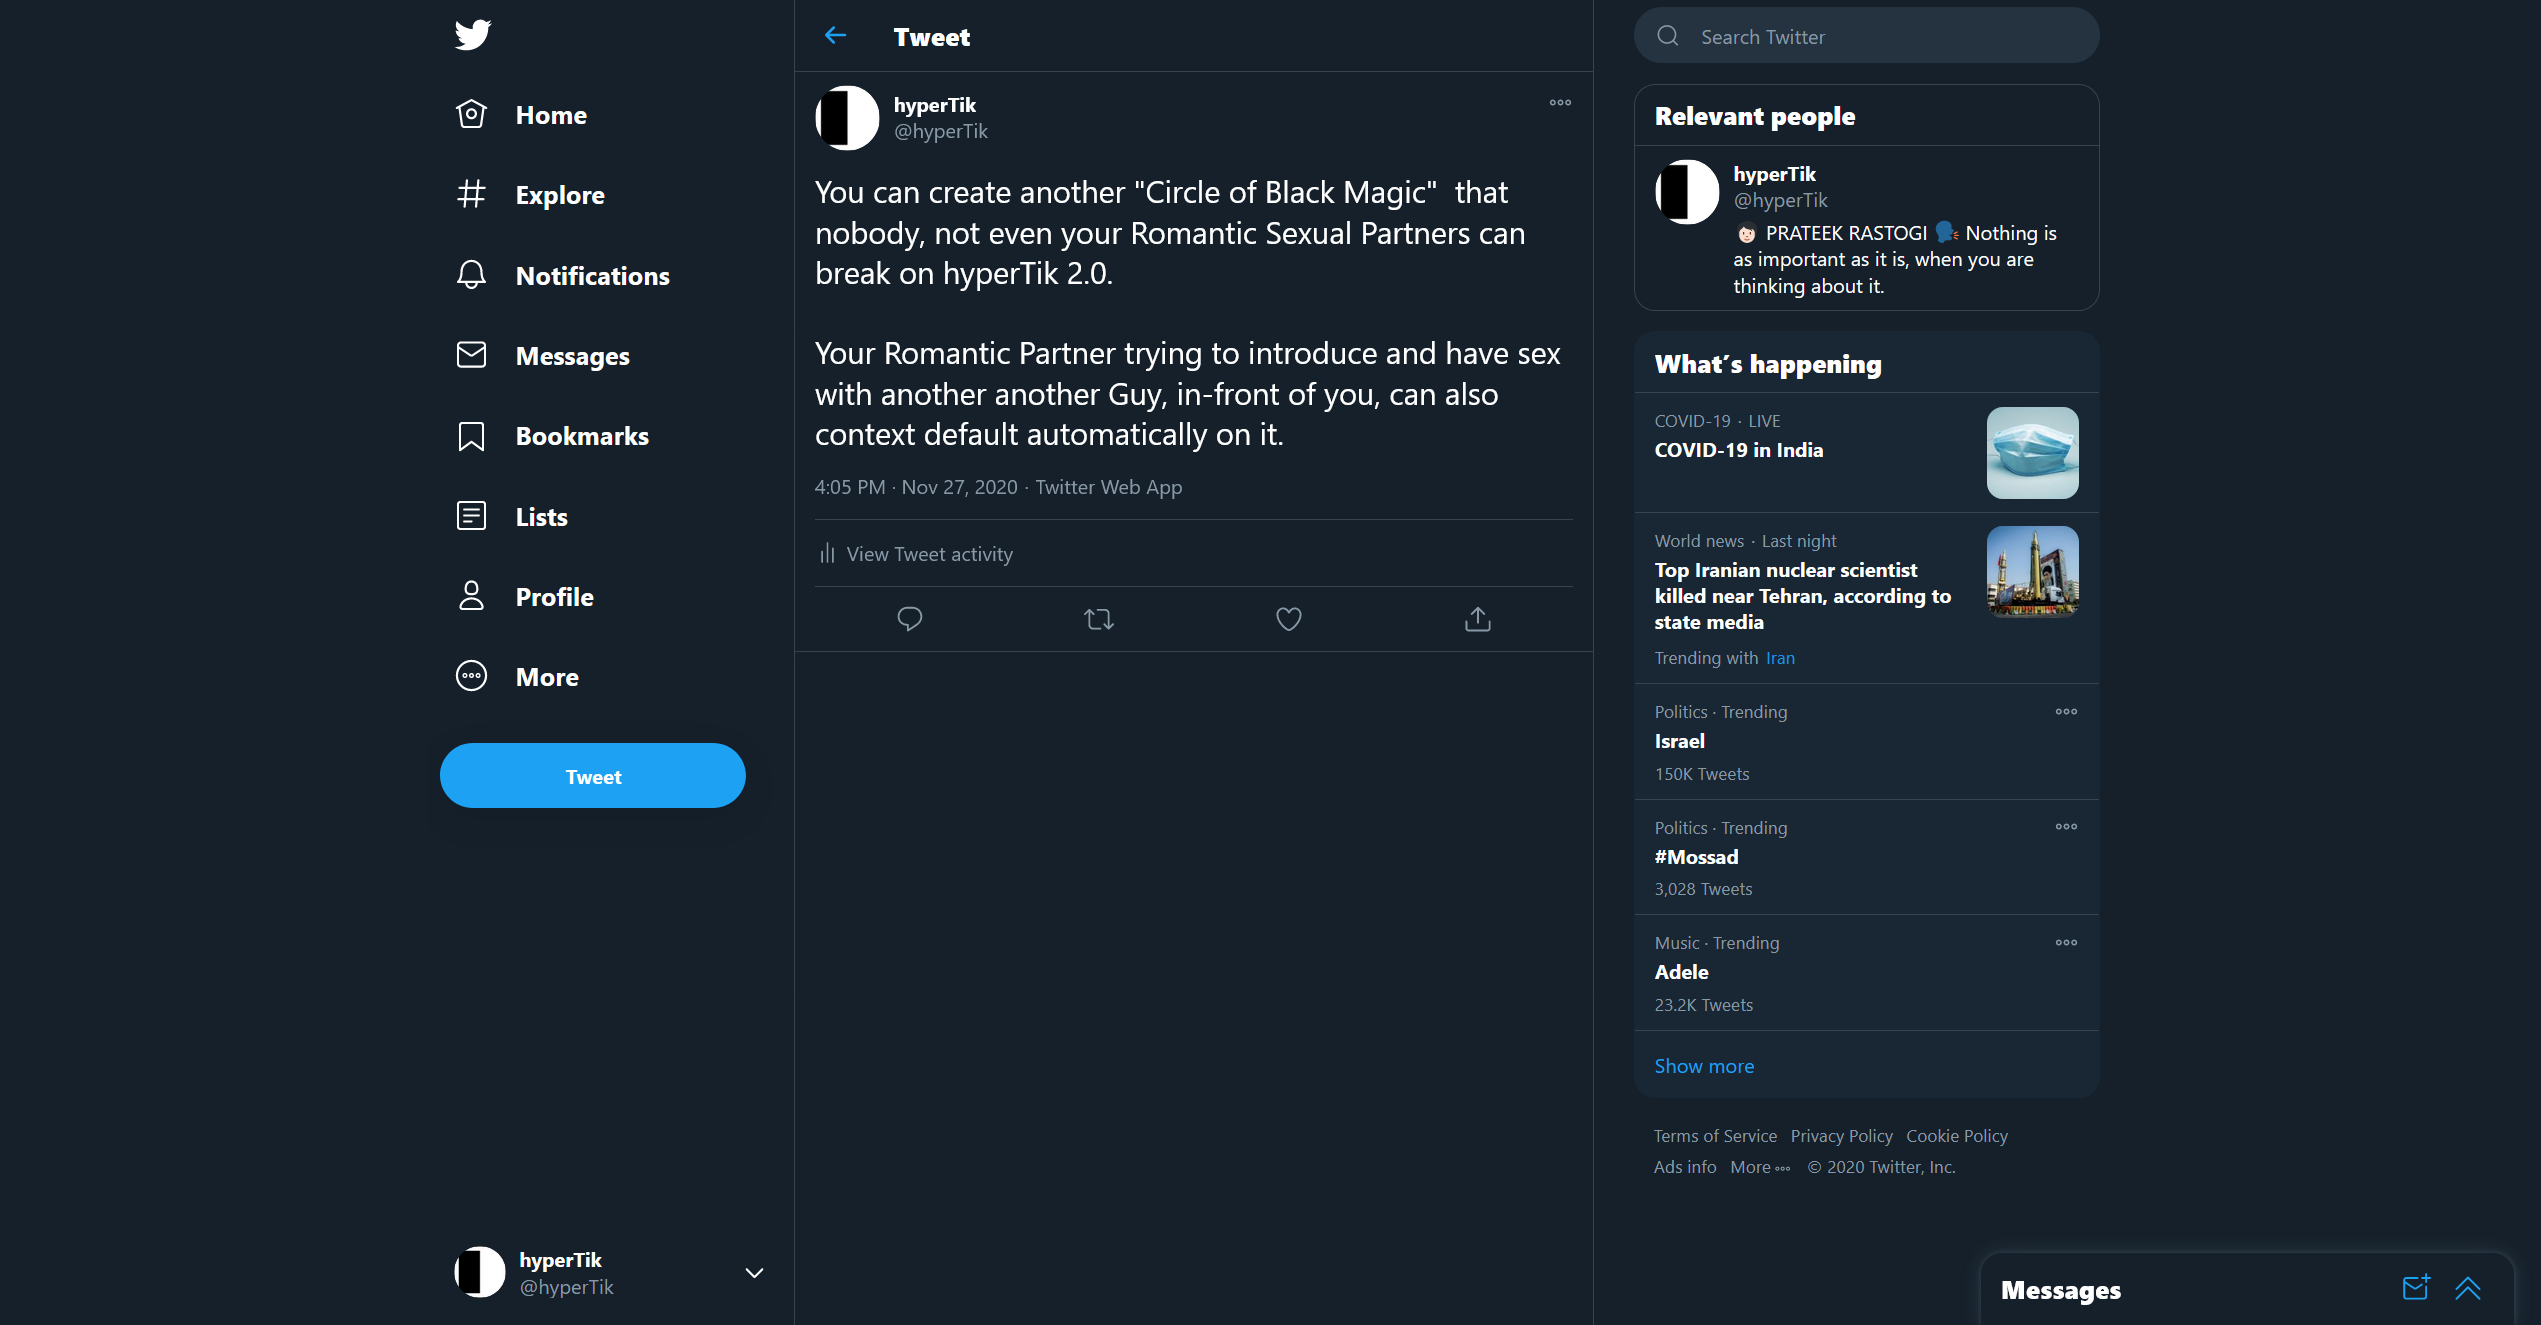 Home
Explore
Notifications
Messages
Bookmarks
Lists
Profile
More
Tweet
hyperTik
@hyperTik
Tweet
hyperTik
@hyperTik
You can create another "Circle of Black Magic"  that
nobody, not even your Romantic Sexual Partners can
break on hyperTik 2.0.
Your Romantic Partner trying to introduce and have sex
with another another Guy, in-front of you, can also
context default automatically on it.
4:05 PM · Nov 27, 2020 · Twitter Web App
View Tweet activity
Search Twitter
Relevant people
hyperTik
@hyperTik
PRATEEK RASTOGI Nothing is
as important as it is, when you are
thinking about it.
What's happening
COVID-19 · LIVE
COVID-19 in India
World news · Last night
Top Iranian nuclear scientist
killed near Tehran, according to
state media
Trending with Iran
Politics · Trending
Israel
150K Tweets
Politics · Trending
#Mossad
3,028 Tweets
Music · Trending
Adele
23.2K Tweets
Show more
Terms of Service Privacy Policy Cookie Policy
Ads info More © 2020 Twitter, Inc.
Messages